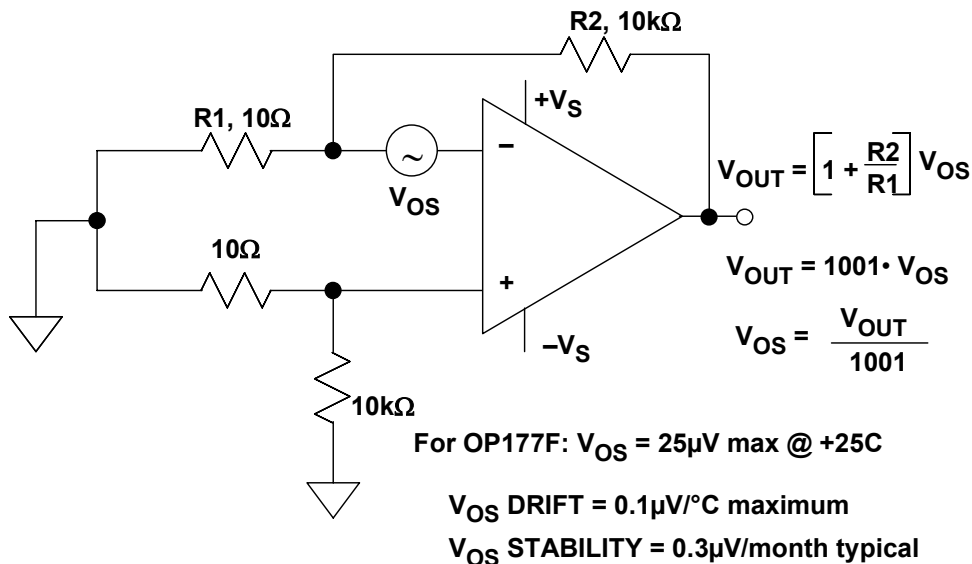 R2, 10kΩ
+VS
R1, 10Ω
~
–
VOS
VOUT = [1 + R2/R1] VOS
10Ω
+
VOUT = 1001• VOS
–VS
VOS = VOUT/1001
10kΩ
For OP177F: VOS = 25µV max @ +25C
VOS DRIFT = 0.1µV/°C maximum
VOS STABILITY = 0.3µV/month typical